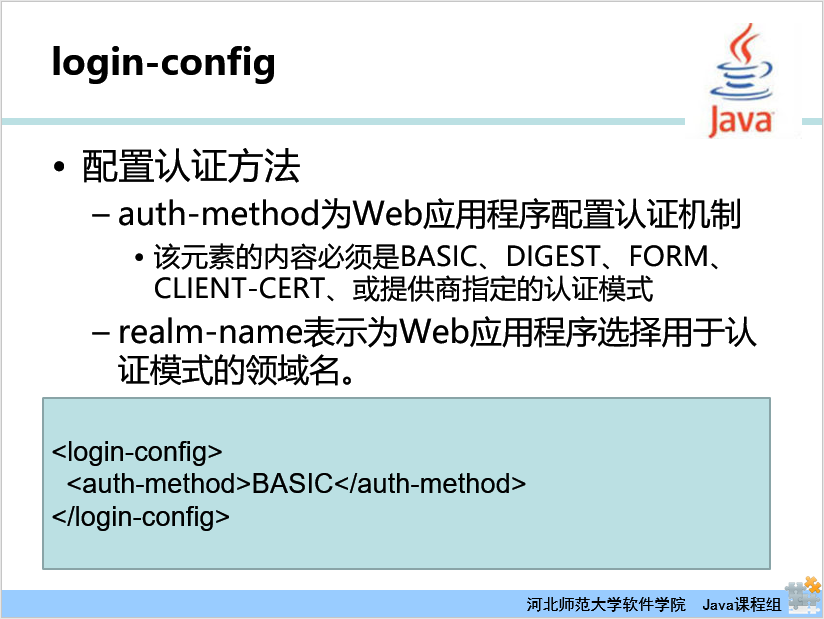 login-config
Java
• 配置认证方法
– auth-method为Web应用程序配置认证机制
• 该元素的内容必须是BASIC、DIGEST、FORM、
CLIENT-CERT、或提供商指定的认证模式
– realm-name表示为Web应用程序选择用于认
证模式的领域名。
<login-config>
  <auth-method>BASIC</auth-method>
</login-config>
河北师范大学软件学院 Java课程组